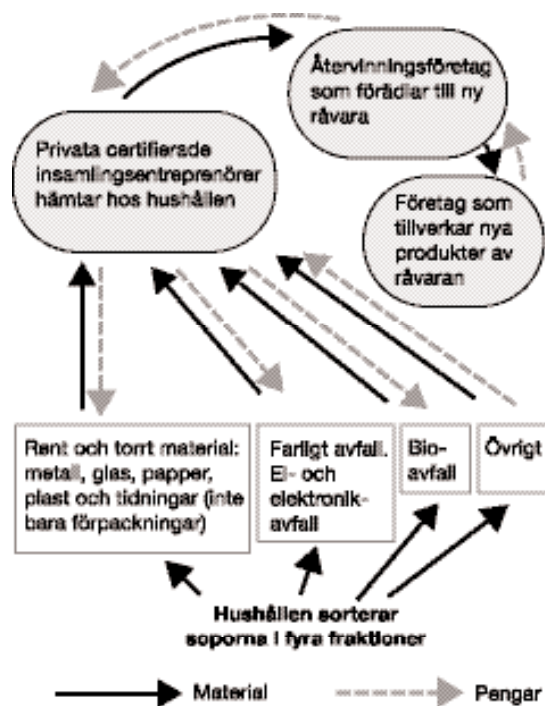 Återvinningsföretag
som förädlar till ny
råvara
Privata certifierade
insamlingsentreprenörer
hämtar hos hushållen
Företag som
tillverkar nya
produkter av
råvaran
Rent och torrt material:
metall, glas, papper,
plast och tidningar (inte
bara förpackningar)
Farligt avfall.
El- och
elektronik-
avfall
Bio-
avfall
Övrigt
Hushållen sorterar
soporna i fyra fraktioner
Material
Pengar